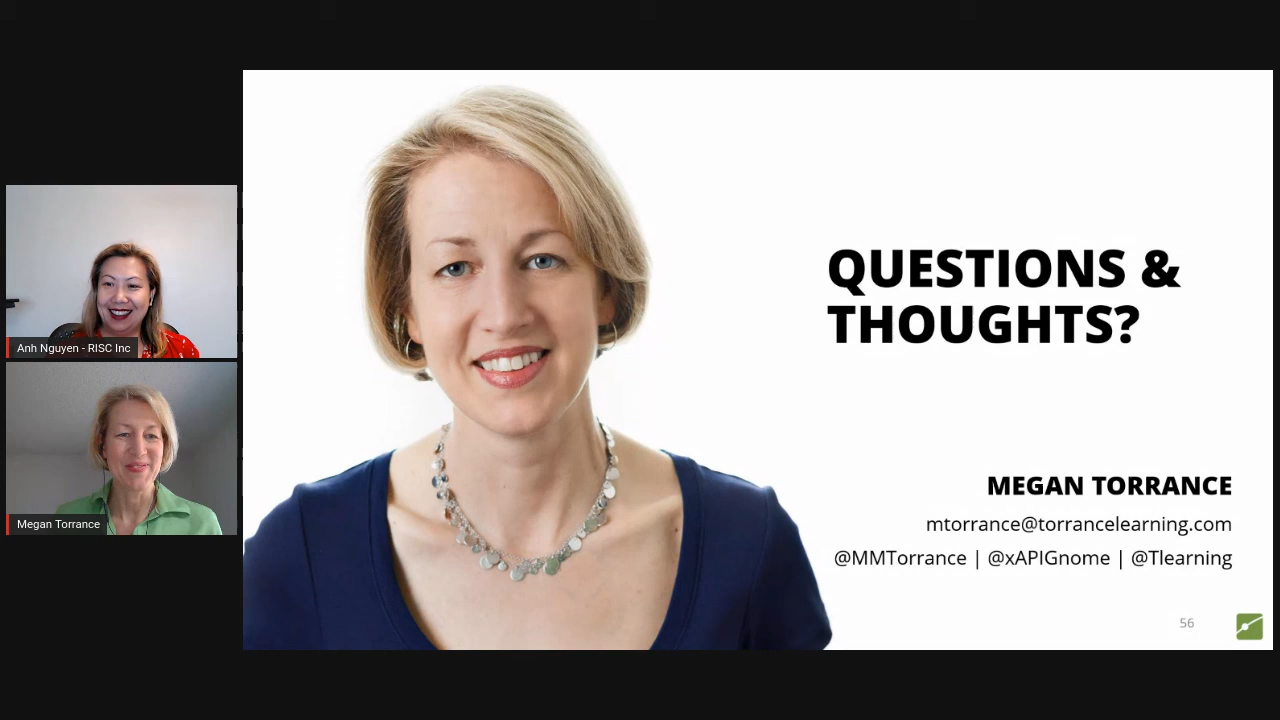 Anh Nguyen - RISC Inc
Megan Torrance
QUESTIONS &
THOUGHTS?
MEGAN TORRANCE
mtorrance@torrancelearning.com
@MMTorrance | @xAPIGnome | @Tlearning
56